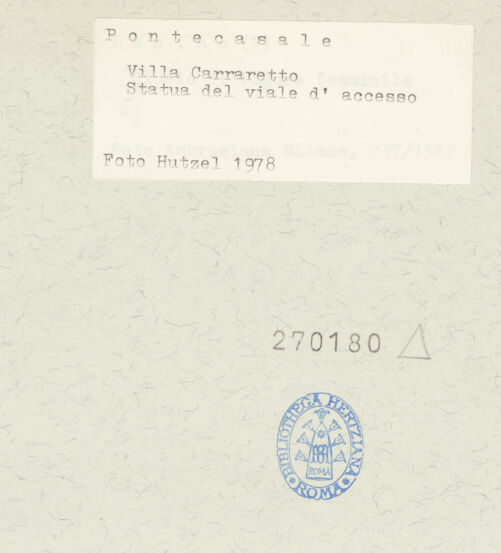 Pontecasale
Villa Carraretto
Statua del viale d' accesso
Foto Hutzel 1978
270180
BIBLIOTHECA HERTZIANA
ROMA
ROMA